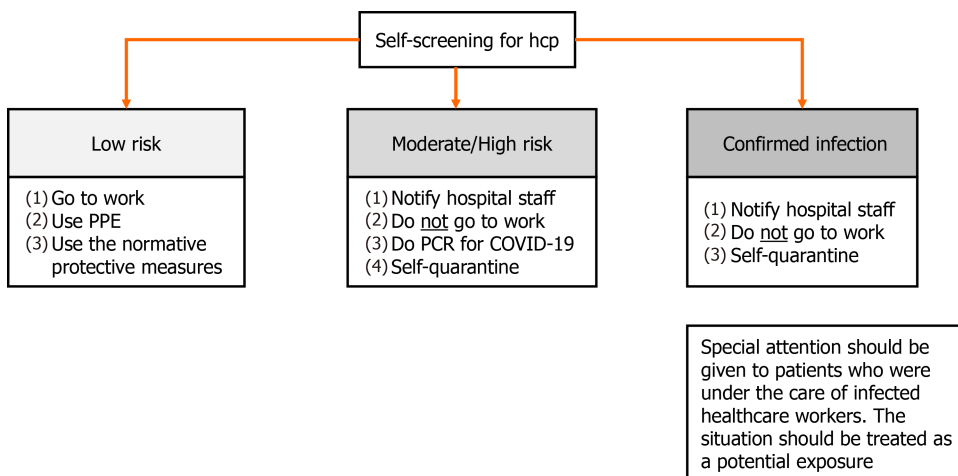 Self-screening for hcp
Low risk
(1) Go to work
(2) Use PPE
(3) Use the normative
protective measures
Moderate/High risk
(1) Notify hospital staff
(2) Do not go to work
(3) Do PCR for COVID-19
(4) Self-quarantine
Confirmed infection
(1) Notify hospital staff
(2) Do not go to work
(3) Self-quarantine
Special attention should be
given to patients who were
under the care of infected
healthcare workers. The
situation should be treated as
a potential exposure